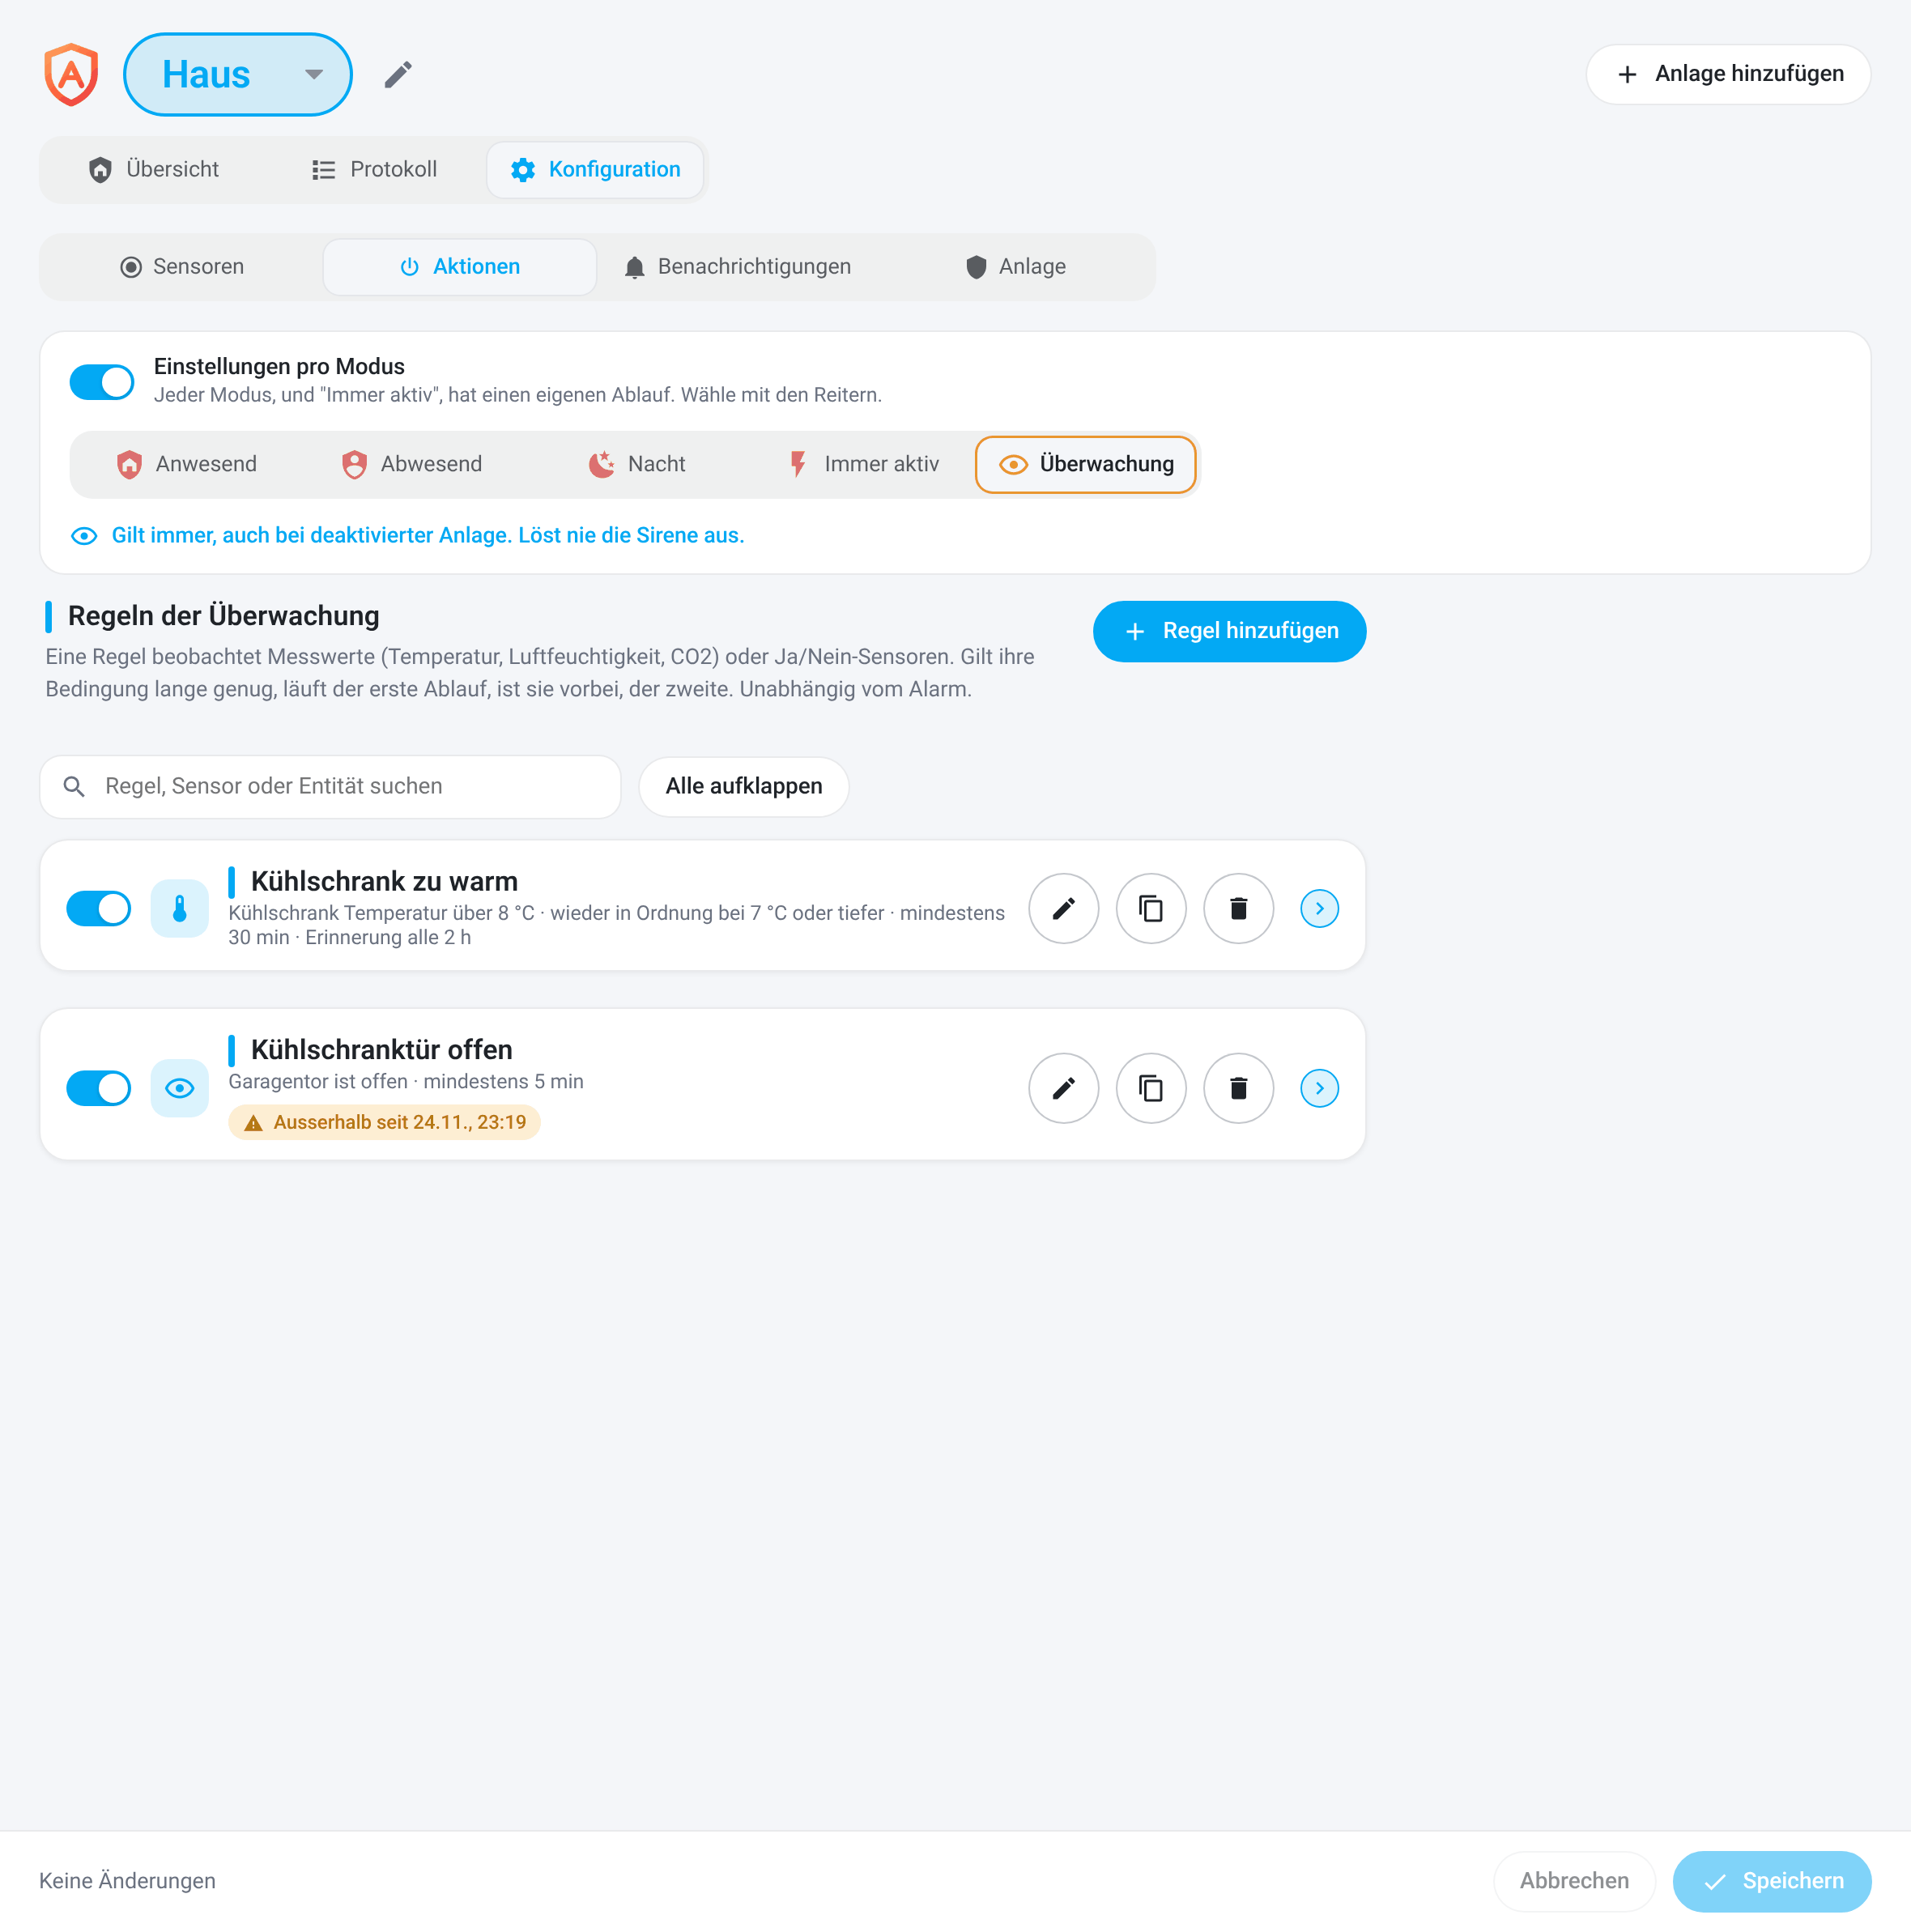 Haus
Anlage hinzufügen
Übersicht
Protokoll
Konfiguration
Sensoren
Aktionen
Benachrichtigungen
Anlage
Einstellungen pro Modus
Jeder Modus, und "Immer aktiv", hat einen eigenen Ablauf. Wähle mit den Reitern.
Anwesend
Abwesend
Nacht
Immer aktiv
Überwachung
Gilt immer, auch bei deaktivierter Anlage. Löst nie die Sirene aus.
Regeln der Überwachung
Regel hinzufügen
Eine Regel beobachtet Messwerte (Temperatur, Luftfeuchtigkeit, CO2) oder Ja/Nein-Sensoren. Gilt ihre
Bedingung lange genug, läuft der erste Ablauf, ist sie vorbei, der zweite. Unabhängig vom Alarm.
Regel, Sensor oder Entität suchen
Alle aufklappen
Kühlschrank zu warm
Kühlschrank Temperatur über 8 °C · wieder in Ordnung bei 7 °C oder tiefer · mindestens
30 min · Erinnerung alle 2 h
Kühlschranktür offen
Garagentor ist offen · mindestens 5 min
Ausserhalb seit 24.11., 23:19
Keine Änderungen
Abbrechen
Speichern